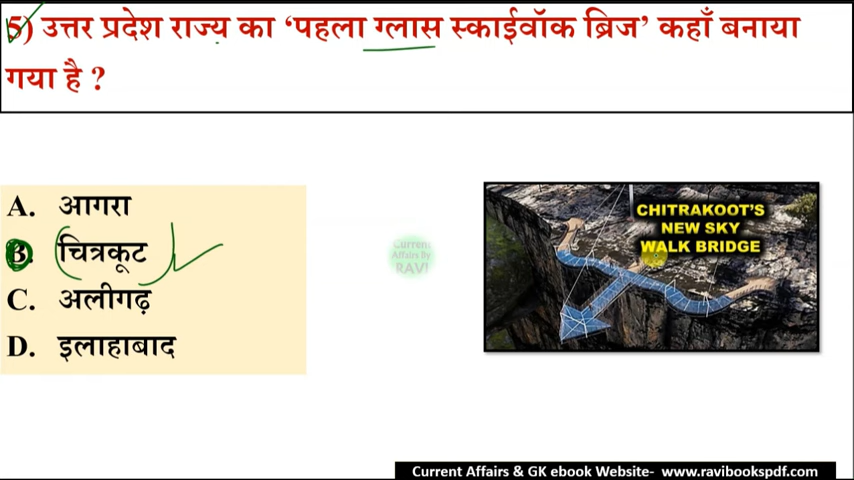 5) उत्तर प्रदेश राज्य का ‘पहला ग्लास स्काईवॉक ब्रिज’ कहाँ बनाया
गया है ?
A. आगरा
B. चित्रकूट
C. अलीगढ़
D. इलाहाबाद
CHITRAKOOT'S
NEW SKY
WALK BRIDGE
Current
Affairs By
RAVI
Current Affairs & GK ebook Website- www.ravibookspdf.com